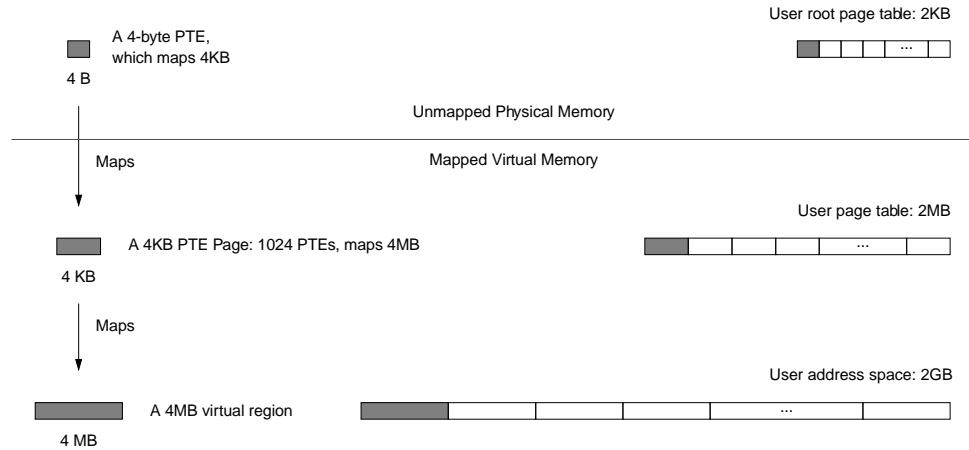 User root page table: 2KB
A 4-byte PTE,
which maps 4KB
...
4 B
Unmapped Physical Memory
Maps
Mapped Virtual Memory
User page table: 2MB
A 4KB PTE Page: 1024 PTEs, maps 4MB
...
4 KB
Maps
User address space: 2GB
A 4MB virtual region
...
4 MB